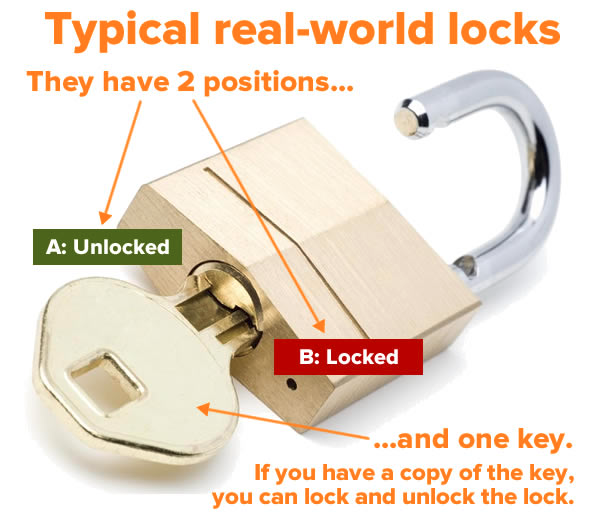 Typical real-world locks
They have 2 positions...
A: Unlocked
B: Locked
...and one key.
If you have a copy of the key,
you can lock and unlock the lock.